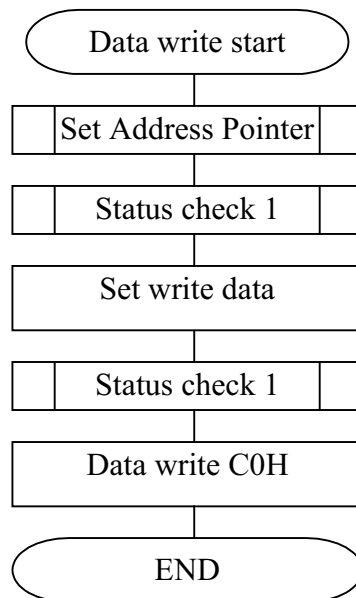 Data write start
Set Address Pointer
Status check 1
Set write data
Status check 1
Data write C0H
END